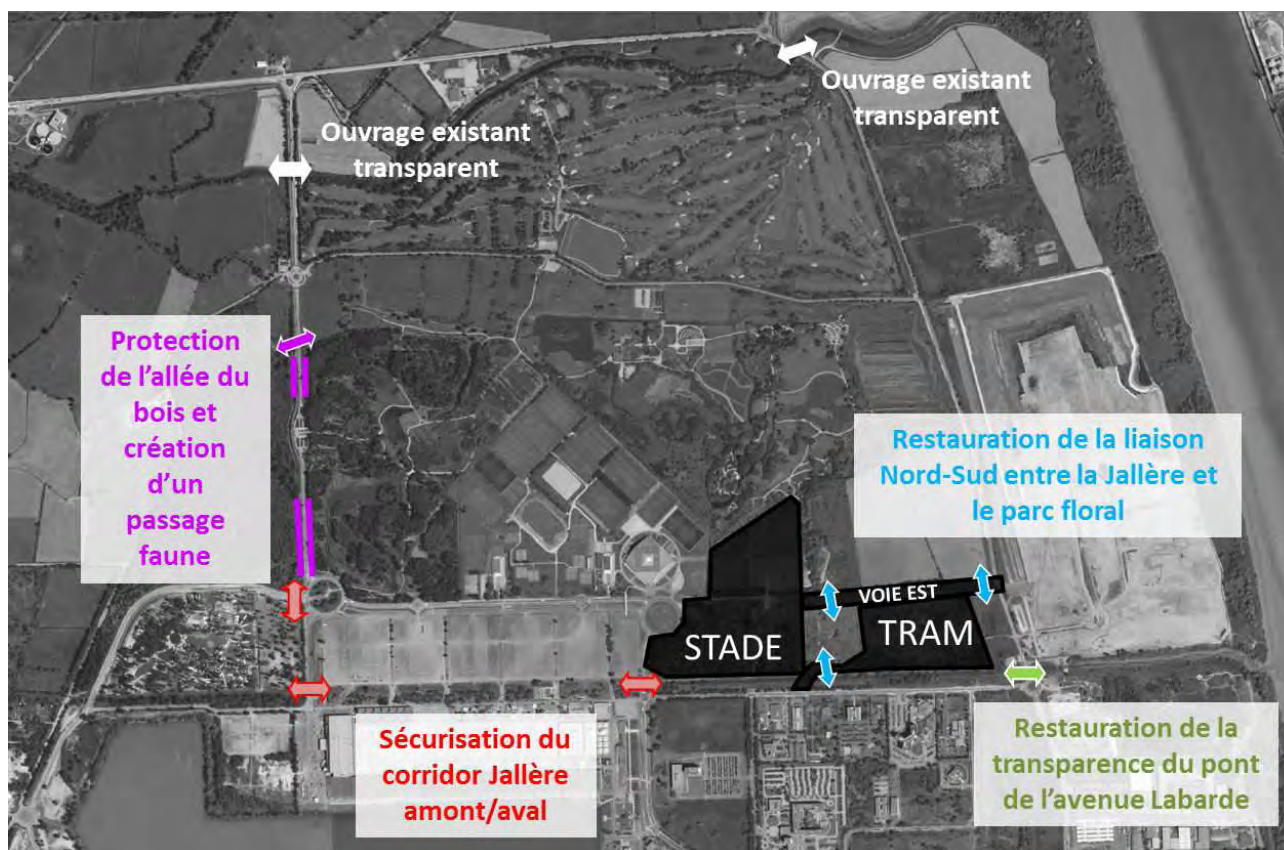 Ouvrage existant
transparent
Ouvrage existant
transparent
Protection
de l’allée du
bois et
création
d’un
passage
faune
Restauration de la liaison
Nord-Sud entre la Jallère et
le parc floral
VOIE EST
STADE
TRAM
Sécurisation du
corridor Jallère
amont/aval
Restauration de la
transparence du pont
de l’avenue Labarde